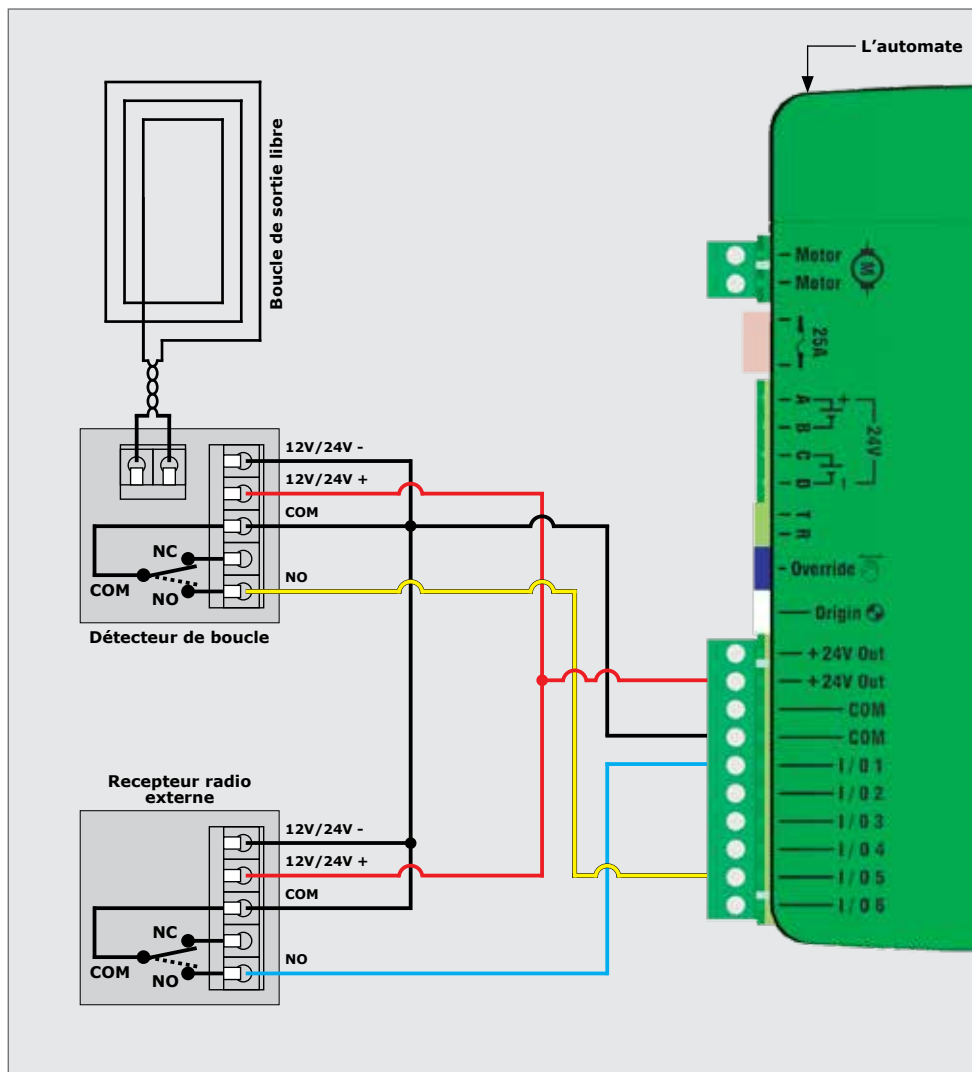 L’automate
Boucle de sortie libre
12V/24V -
12V/24V +
COM
NO
NC
COM
NO
Détecteur de boucle
Recepteur radio
externe
12V/24V -
12V/24V +
COM
NO
NC
COM
NO
Motor
Motor
M
25A
A
B
C
D
+
24V
–
T
R
Override
Origin
+ 24V Out
+ 24V Out
COM
COM
I / O 1
I / O 2
I / O 3
I / O 4
I / O 5
I / O 6